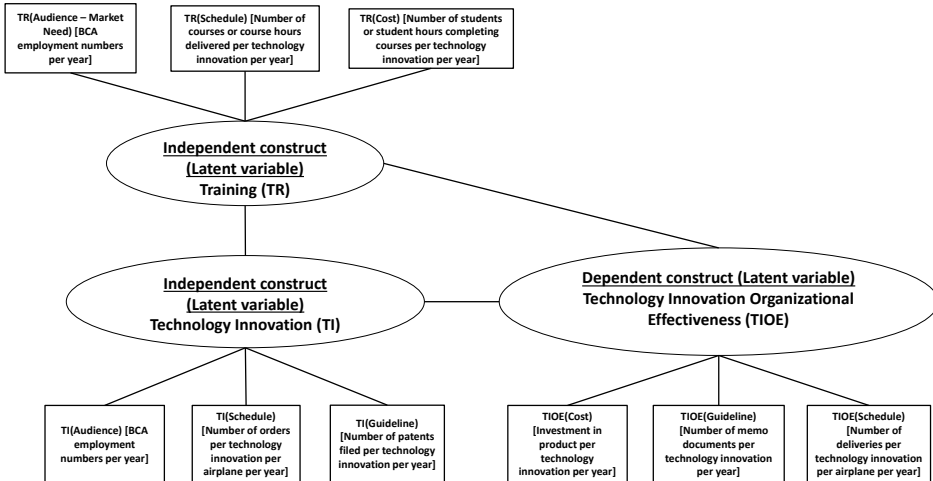 TR(Audience – Market
Need) [BCA
employment numbers
per year]
TR(Schedule) [Number of
courses or course hours
delivered per technology
innovation per year]
TR(Cost) [Number of students
or student hours completing
courses per technology
innovation per year]
Independent construct
(Latent variable)
Training (TR)
Independent construct
(Latent variable)
Technology Innovation (TI)
Dependent construct (Latent variable)
Technology Innovation Organizational
Effectiveness (TIOE)
TI(Audience) [BCA
employment
numbers per year]
TI(Schedule)
[Number of orders
per technology
innovation per
airplane per year]
TI(Guideline)
[Number of patents
filed per technology
innovation per year]
TIOE(Cost)
[Investment in
product per
technology
innovation per year]
TIOE(Guideline)
[Number of memo
documents per
technology innovation
per year]
TIOE(Schedule)
[Number of
deliveries per
technology innovation
per airplane per year]